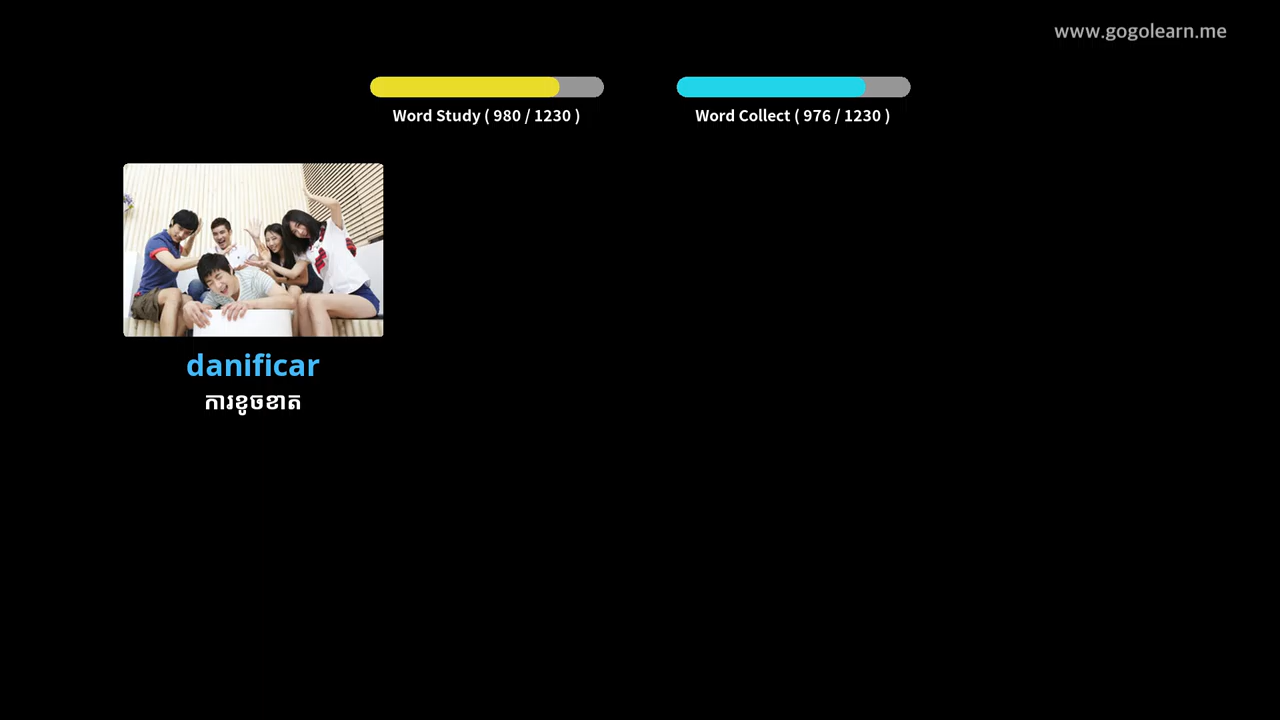 www.gogolearn.me
Word Study ( 980 / 1230 )
Word Collect ( 976 / 1230 )
danificar
ការខូចខាត